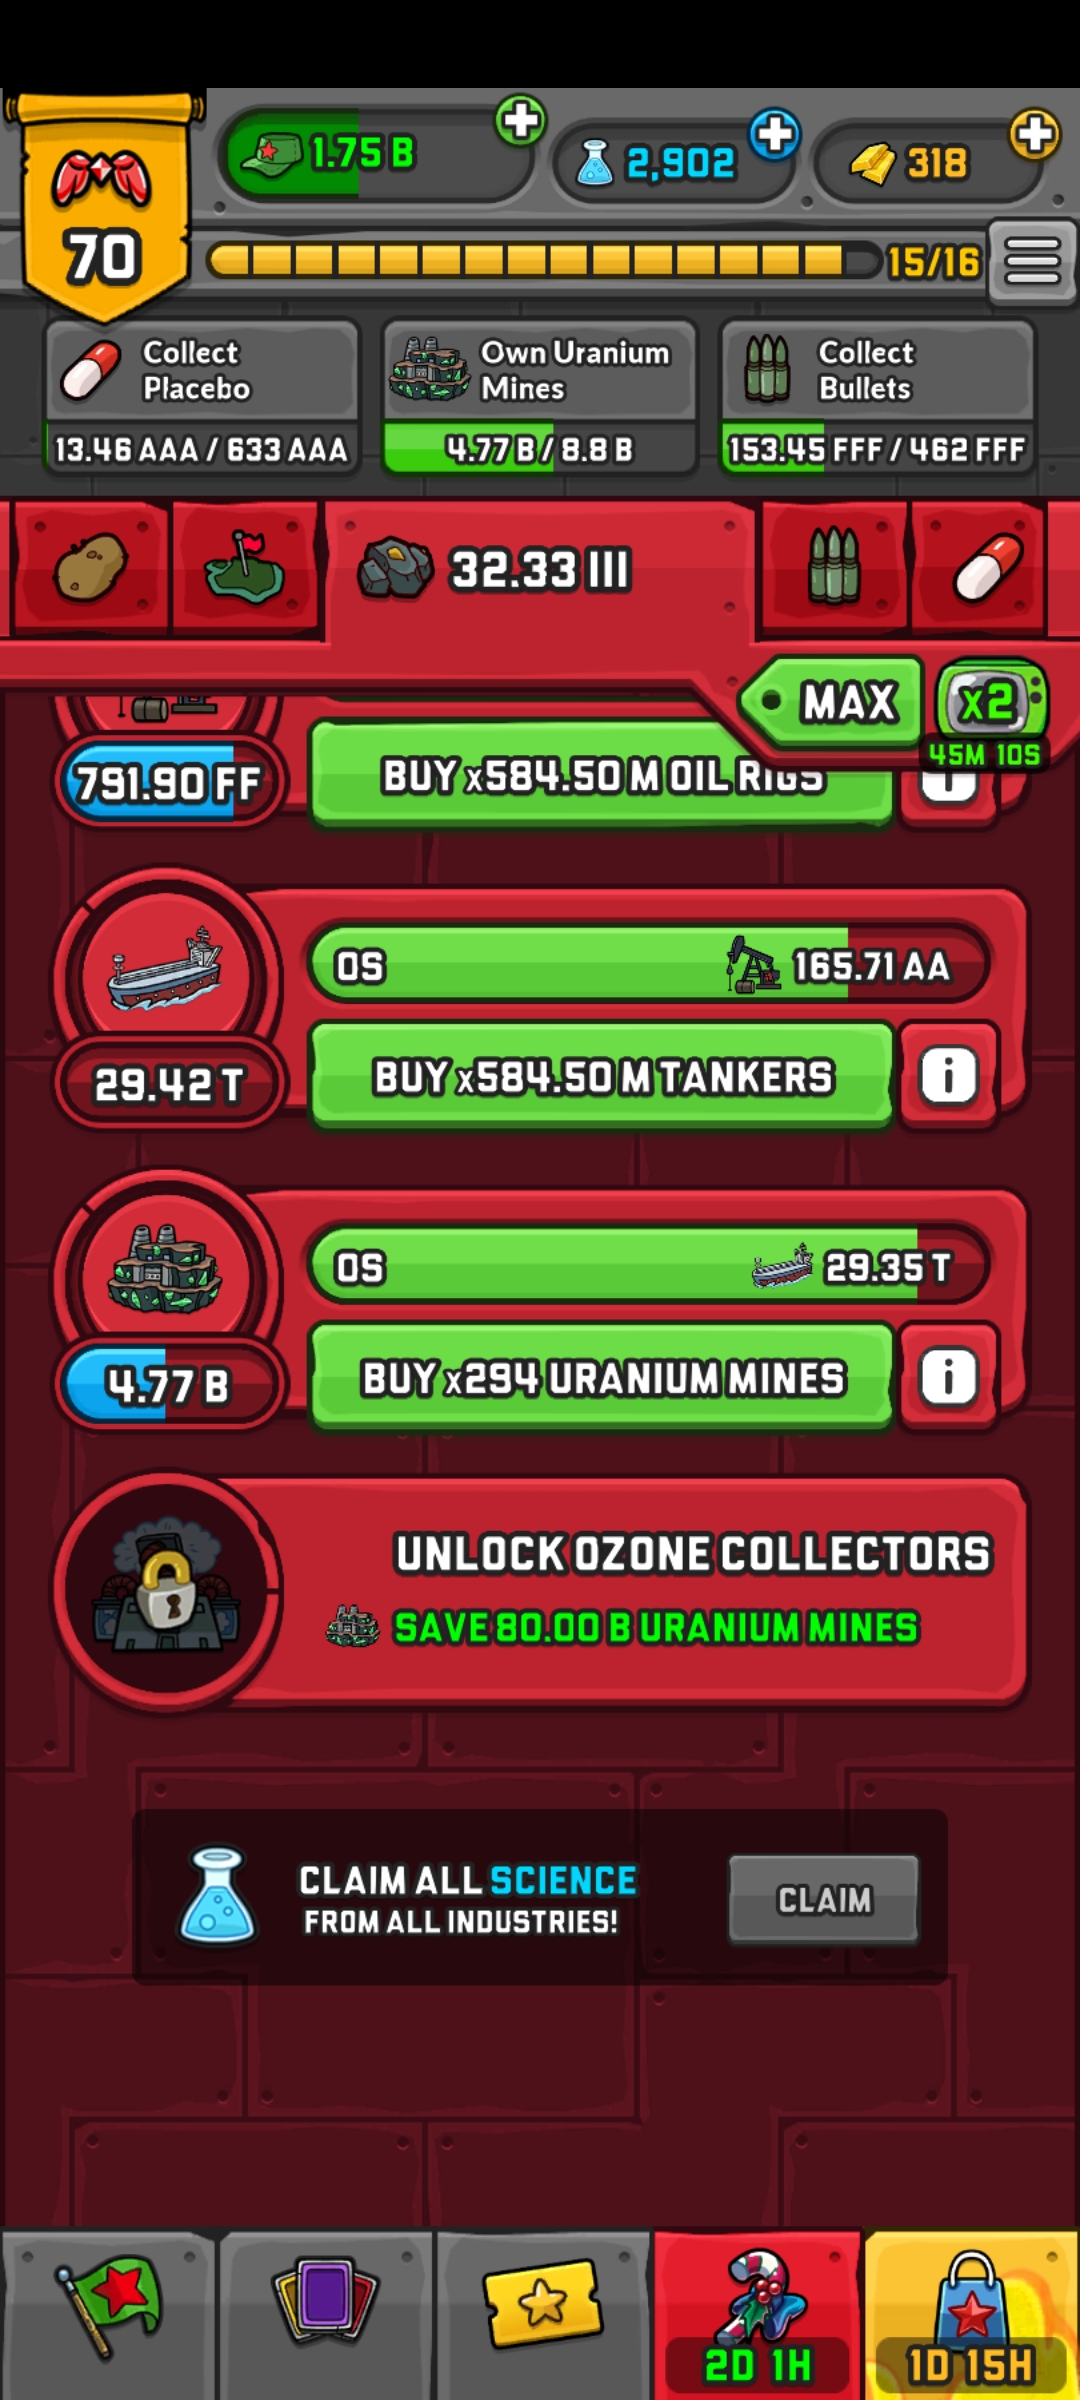 1.75 B
2,902
318
70
15/16
Collect
Placebo
13.46 AAA / 633 AAA
Own Uranium
Mines
4.77 B / 8.8 B
Collect
Bullets
153.45 FFF / 462 FFF
32.33 III
MAX
x2
45M 10S
791.90 FF
BUY x584.50 M OIL RIGS
0S
165.71 AA
29.42 T
BUY x584.50 M TANKERS
i
0S
29.35 T
4.77 B
BUY x294 URANIUM MINES
i
UNLOCK OZONE COLLECTORS
SAVE 80.00 B URANIUM MINES
CLAIM ALL SCIENCE
FROM ALL INDUSTRIES!
CLAIM
2D 1H
1D 15H